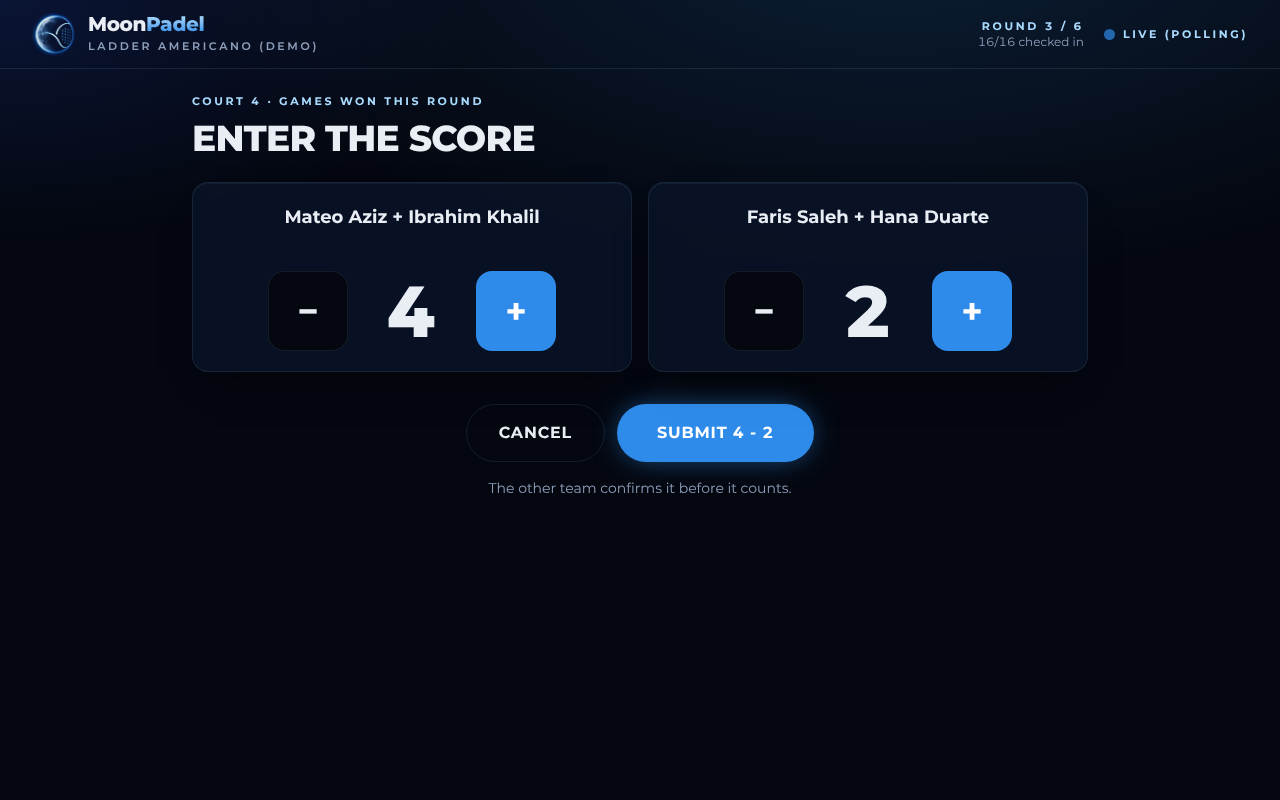 MoonPadel
LADDER AMERICANO (DEMO)
ROUND 3 / 6
16/16 checked in
LIVE (POLLING)
COURT 4 · GAMES WON THIS ROUND
ENTER THE SCORE
Mateo Aziz + Ibrahim Khalil
− 4 +
Faris Saleh + Hana Duarte
− 2 +
CANCEL
SUBMIT 4 - 2
The other team confirms it before it counts.